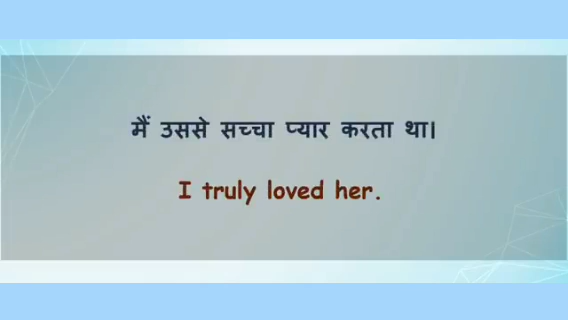 मैं उससे सच्चा प्यार करता था।
I truly loved her.